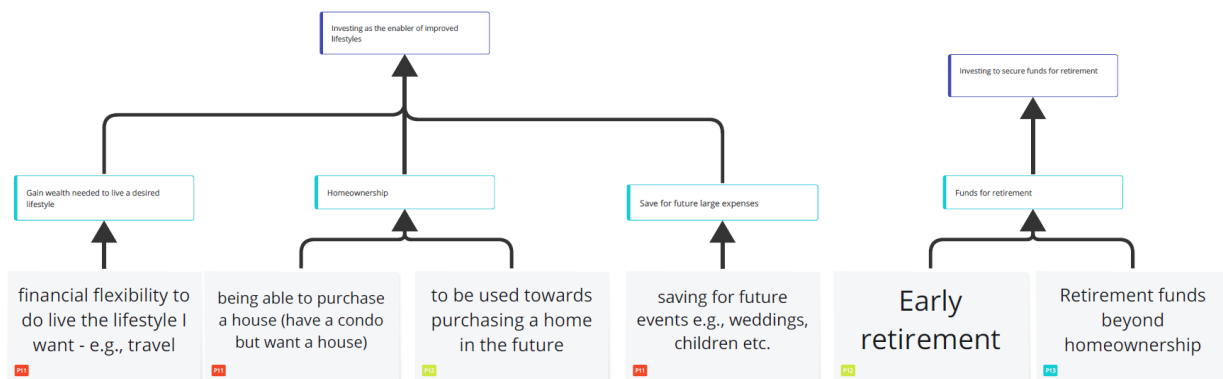 Investing as the enabler of improved
lifestyles
Investing to secure funds for retirement
Gain wealth needed to live a desired
lifestyle
Homeownership
Save for future large expenses
Funds for retirement
financial flexibility to
do live the lifestyle I
want - e.g., travel
P11
being able to purchase
a house (have a condo
but want a house)
P11
to be used towards
purchasing a home
in the future
P12
saving for future
events e.g., weddings,
children etc.
P11
Early
retirement
P12
Retirement funds
beyond
homeownership
P13